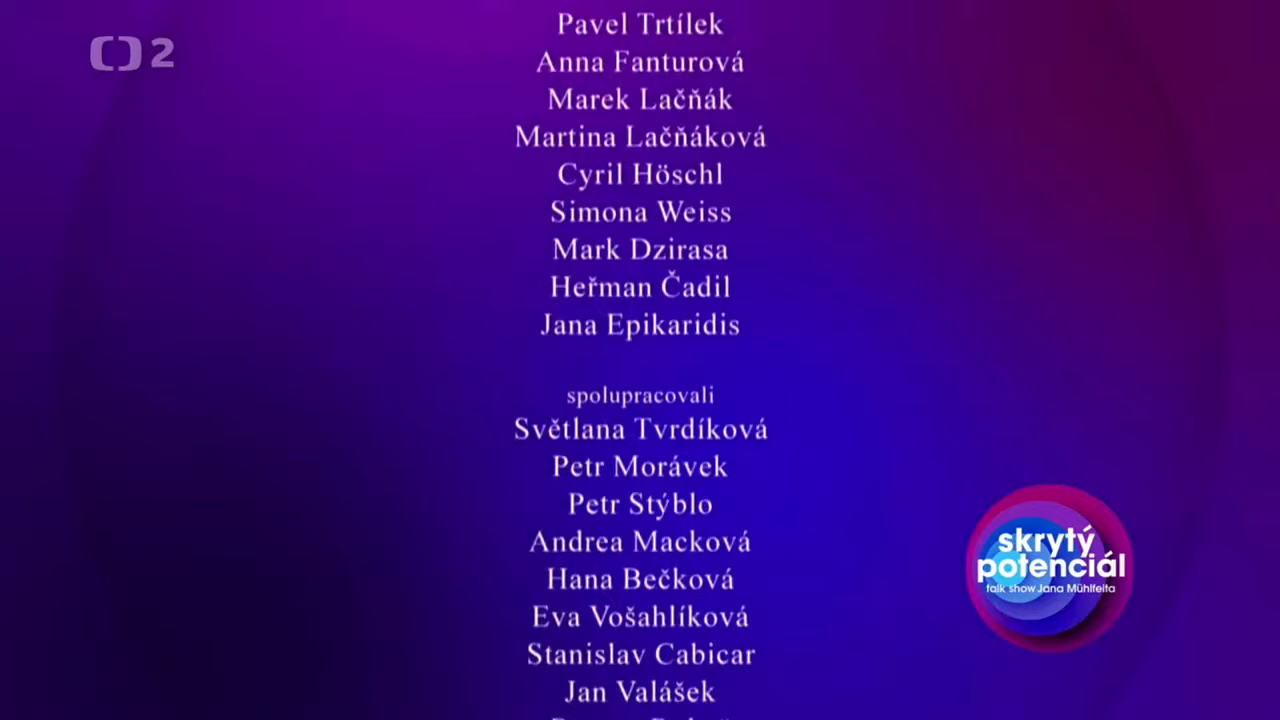 Pavel Trtílek
2
Anna Fanturová
Marek Lačňák
Martina Lačňáková
Cyril Höschl
Simona Weiss
Mark Dzirasa
Heřman Čadil
Jana Epikaridis
spolupracovali
Světlana Tvrdíková
Petr Morávek
Petr Stýblo
Andrea Macková
Hana Bečková
Eva Vošahlíková
Stanislav Cabicar
Jan Valášek
skrytý
potenciál
talk show Jana Mühlfeita